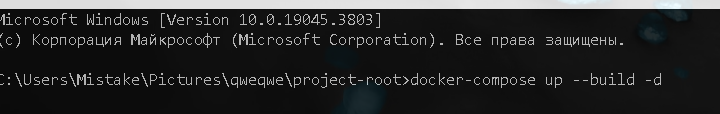 Microsoft Windows [Version 10.0.19045.3803]
(c) Корпорация Майкрософт (Microsoft Corporation). Все права защищены.
C:\Users\Mistake\Pictures\qweqwe\project-root>docker-compose up --build -d